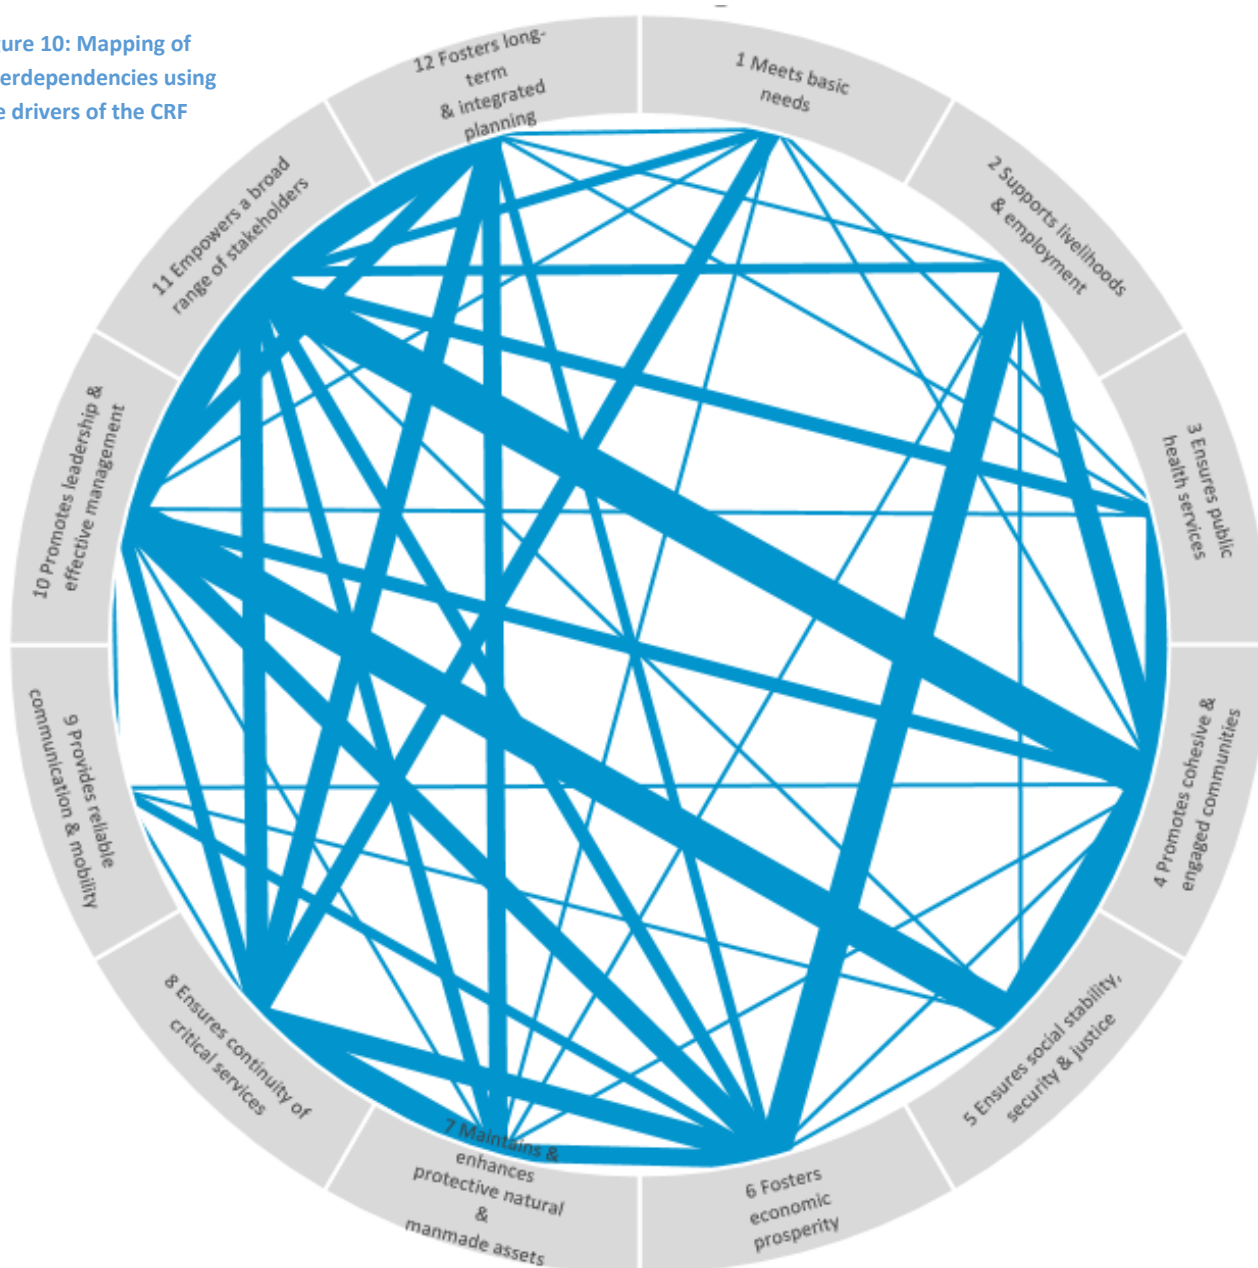 ure 10: Mapping of
erdependencies using
e drivers of the CRF
12 Fosters long-
term
& integrated
planning
1 Meets basic
needs
2 Supports livelihoods
& employment
3 Ensures public
health services
4 Promotes cohesive &
engaged communities
5 Ensures social stability,
security & justice
6 Fosters
economic
prosperity
7 Maintains &
enhances
protective natural
&
manmade assets
8 Ensures continuity of
critical services
9 Provides reliable
communication & mobility
10 Promotes leadership &
effective management
11 Empowers a broad
range of stakeholders